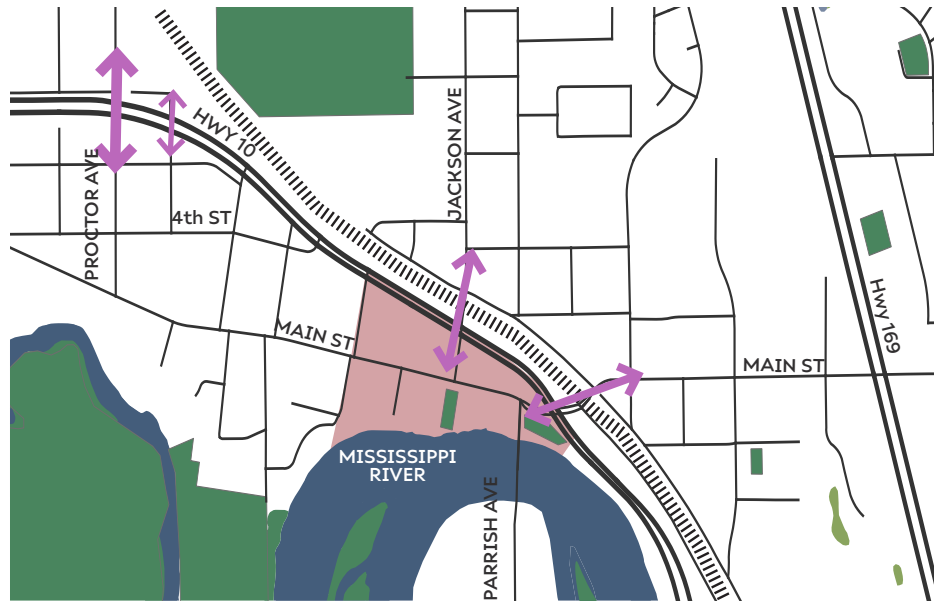 HWY 10
JACKSON AVE
PROCTOR AVE
4th ST
MAIN ST
Hwy 169
MAIN ST
MISSISSIPPI
RIVER
PARRISH AVE